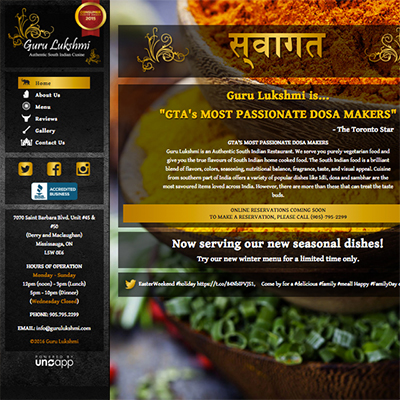 Guru Lukshmi
Authentic South Indian Cuisine
2015
Home
About Us
Menu
Reviews
Gallery
Contact Us
BBB
ACCREDITED
BUSINESS
7070 Saint Barbara Blvd. Unit #45 &
#50
(Derry and Maclaughan)
Mississauga, ON
L5W 0E6
HOURS OF OPERATION
Monday - Sunday
12pm (noon) - 3pm (Lunch)
5pm - 10pm (Dinner)
(Wednesday Closed)
PHONE: 905.795.2299
EMAIL: info@gurulukshmi.com
©2016 Guru Lukshmi
POWERED BY
unoapp
स्वागत
Guru Lukshmi is...
"GTA's MOST PASSIONATE DOSA MAKERS"
- The Toronto Star
GTA'S MOST PASSIONATE DOSA MAKERS
Guru Lukshmi is an Authentic South Indian Restaurant. We serve you purely vegetarian food and
give you the true flavours of South Indian home cooked food. The South Indian food is a brilliant
blend of flavors, colors, seasoning, nutritional balance, fragrance, taste, and visual appeal. Cuisine
from southern part of India offers a variety of popular dishes like Idli, dosa and sambhar are the
most savoured items loved across India. However, there are more than these that can treat the taste
buds.
ONLINE RESERVATIONS COMING SOON
TO MAKE A RESERVATION, PLEASE CALL (905)-795-2299
Now serving our new seasonal dishes!
Try our new winter menu for a limited time only.
EasterWeekend #holiday Come by for a #delicious #family #meal! Happy #FamilyDay